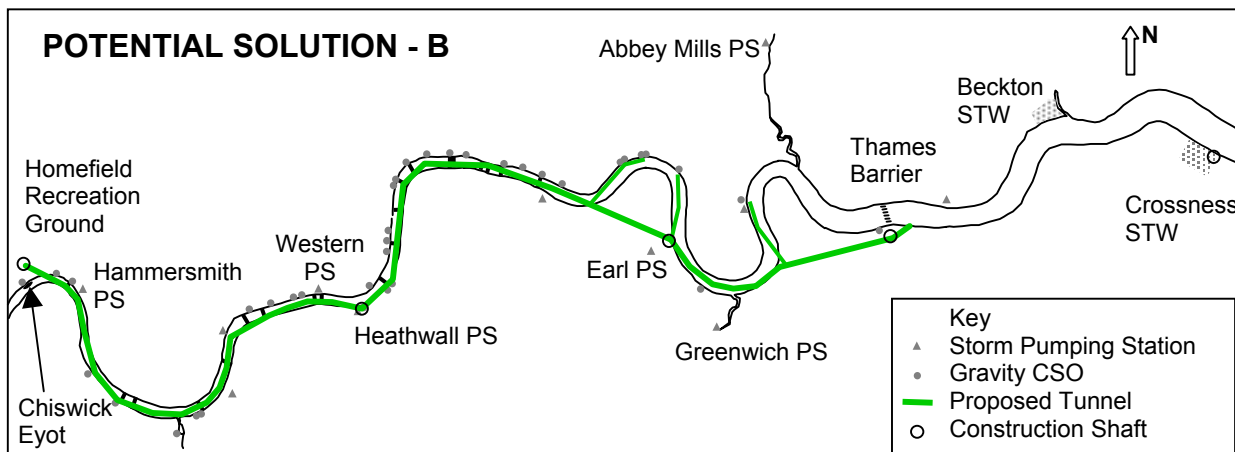 POTENTIAL SOLUTION - B
Abbey Mills PS
N
Beckton
STW
Thames
Barrier
Homefield
Recreation
Ground
Crossness
STW
Western
PS
Hammersmith
PS
Earl PS
Heathwall PS
Greenwich PS
Chiswick
Eyot
Key
Storm Pumping Station
Gravity CSO
Proposed Tunnel
Construction Shaft